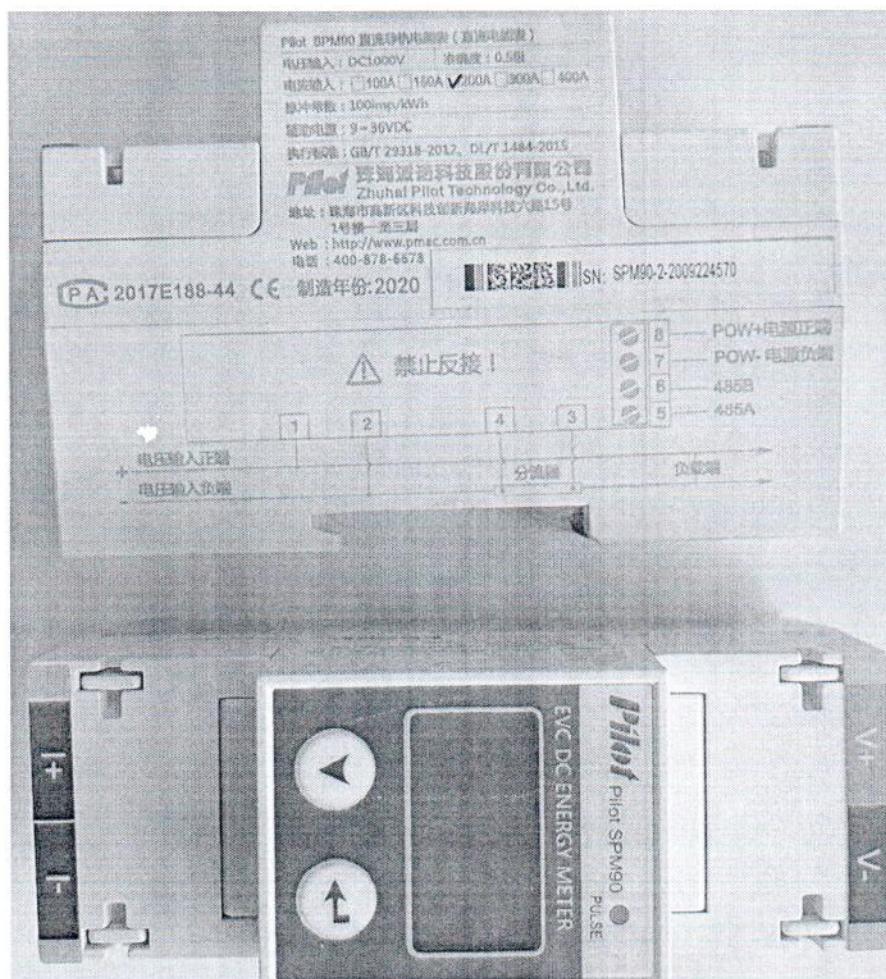 Pilot SPM90 直流导轨电能表（直流电能表）
电压输入：DC1000V 准确度：0.5级
电流输入：□100A□150A✓200A□300A□400A
脉冲常数：100imp/kWh
辅助电源：9~36VDC
执行标准：GB/T 29318-2012、DL/T 1484-2015
Pilot 珠海派诺科技股份有限公司
Zhuhai Pilot Technology Co.,Ltd.
地址：珠海市高新区科技创新海岸科技六路15号
1号楼一至三层
Web：http://www.pmac.com.cn
电话：400-878-6678
CPA 2017E188-44 CE 制造年份:2020
SN: SPM90-2-2009224570
禁止反接！
8 POW+电源正端
7 POW-电源负端
6 485B
5 485A
1 2 4 3
+ 电压输入正端
- 电压输入负端 分流器 负载端
I+
I-
EVC DC ENERGY METER
Pilot Pilot SPM90
PULSE
V+
V-